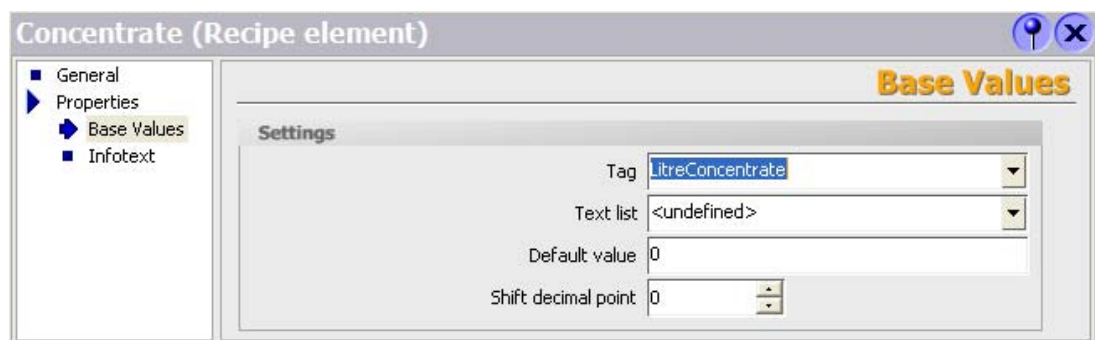 Concentrate (Recipe element)
General
Properties
Base Values
Infotext
Base Values
Settings
Tag LitreConcentrate
Text list <undefined>
Default value 0
Shift decimal point 0